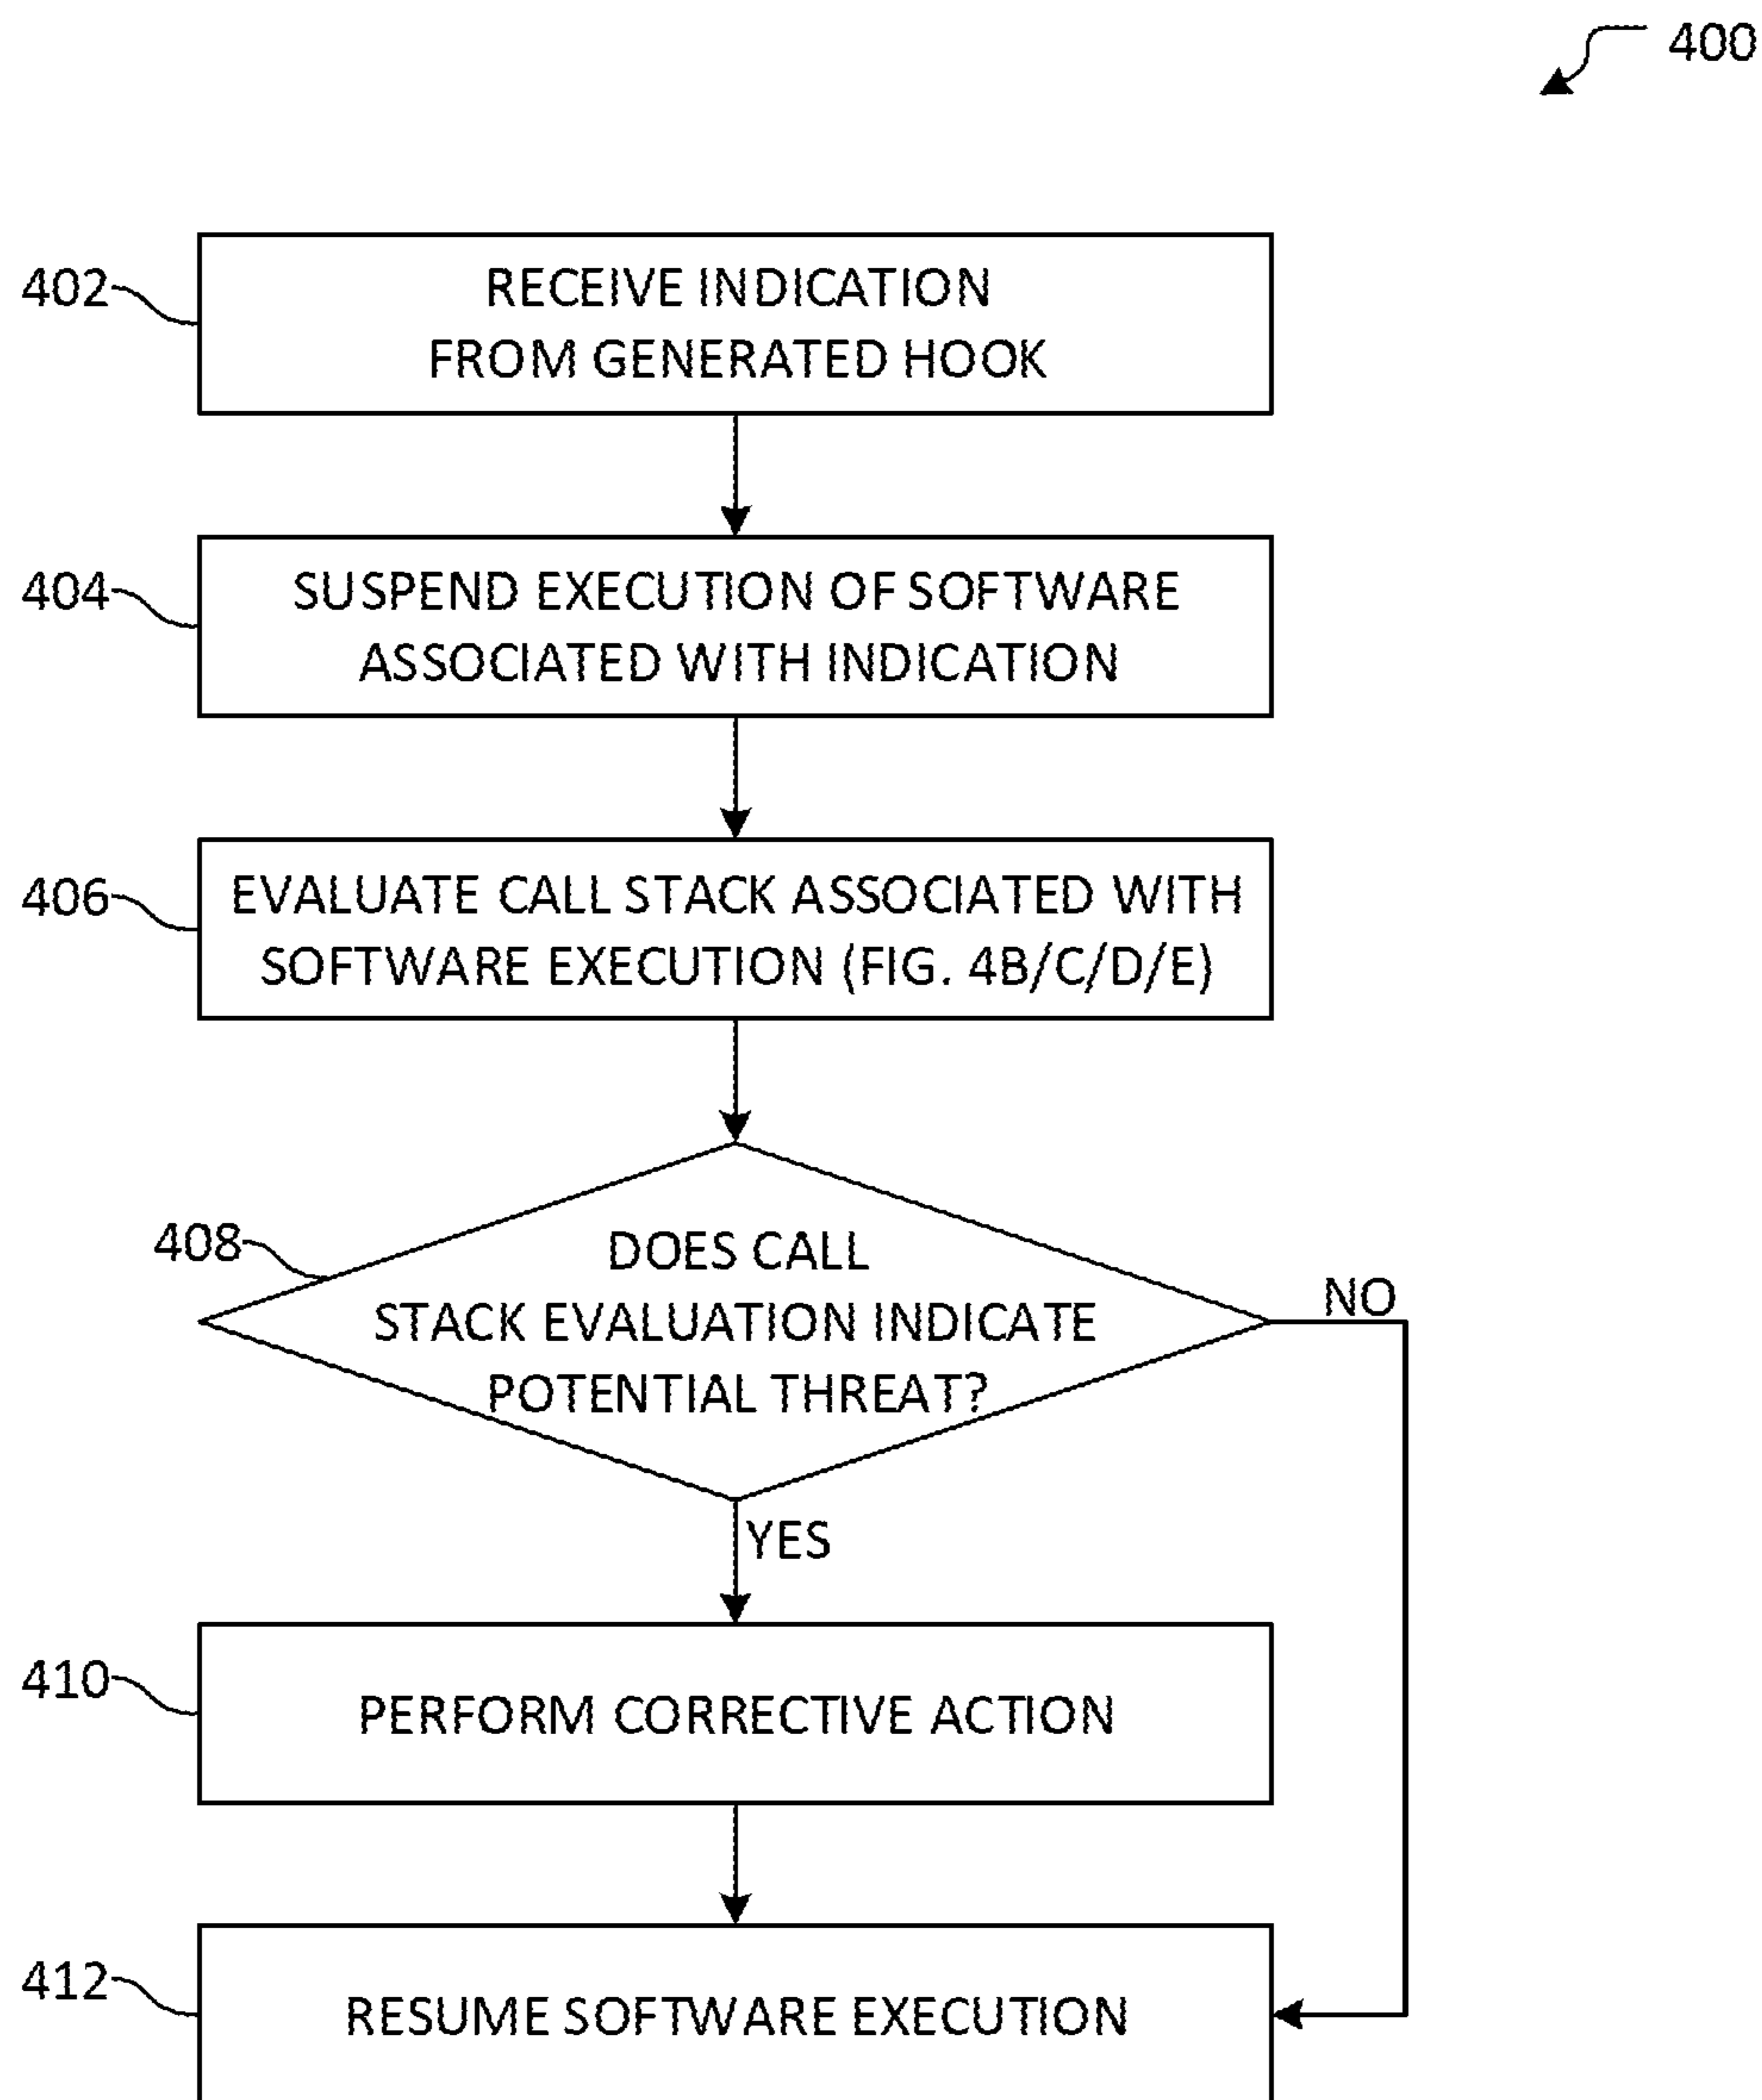 400
402
RECEIVE INDICATION
FROM GENERATED HOOK
404
SUSPEND EXECUTION OF SOFTWARE
ASSOCIATED WITH INDICATION
406
EVALUATE CALL STACK ASSOCIATED WITH
SOFTWARE EXECUTION (FIG. 4B/C/D/E)
408
DOES CALL
STACK EVALUATION INDICATE
POTENTIAL THREAT?
NO
YES
410
PERFORM CORRECTIVE ACTION
412
RESUME SOFTWARE EXECUTION